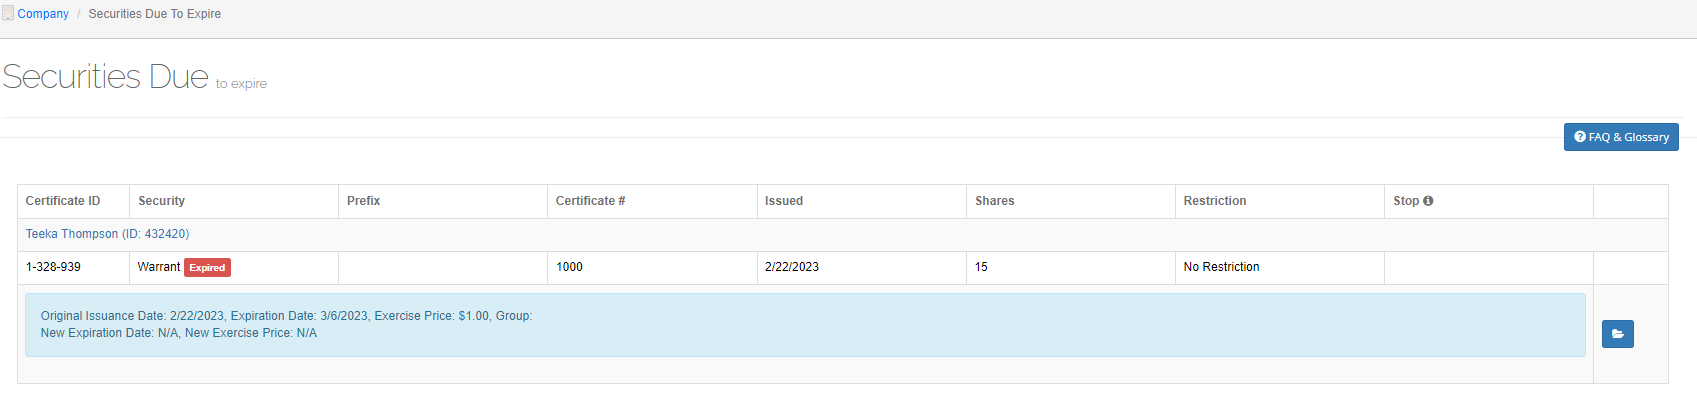 Company / Securities Due To Expire
Securities Due to expire
FAQ & Glossary
Certificate ID Security Prefix Certificate # Issued Shares Restriction Stop
Teeka Thompson (ID: 432420)
1-328-939 Warrant Expired 1000 2/22/2023 15 No Restriction
Original Issuance Date: 2/22/2023, Expiration Date: 3/6/2023, Exercise Price: $1.00, Group:
New Expiration Date: N/A, New Exercise Price: N/A